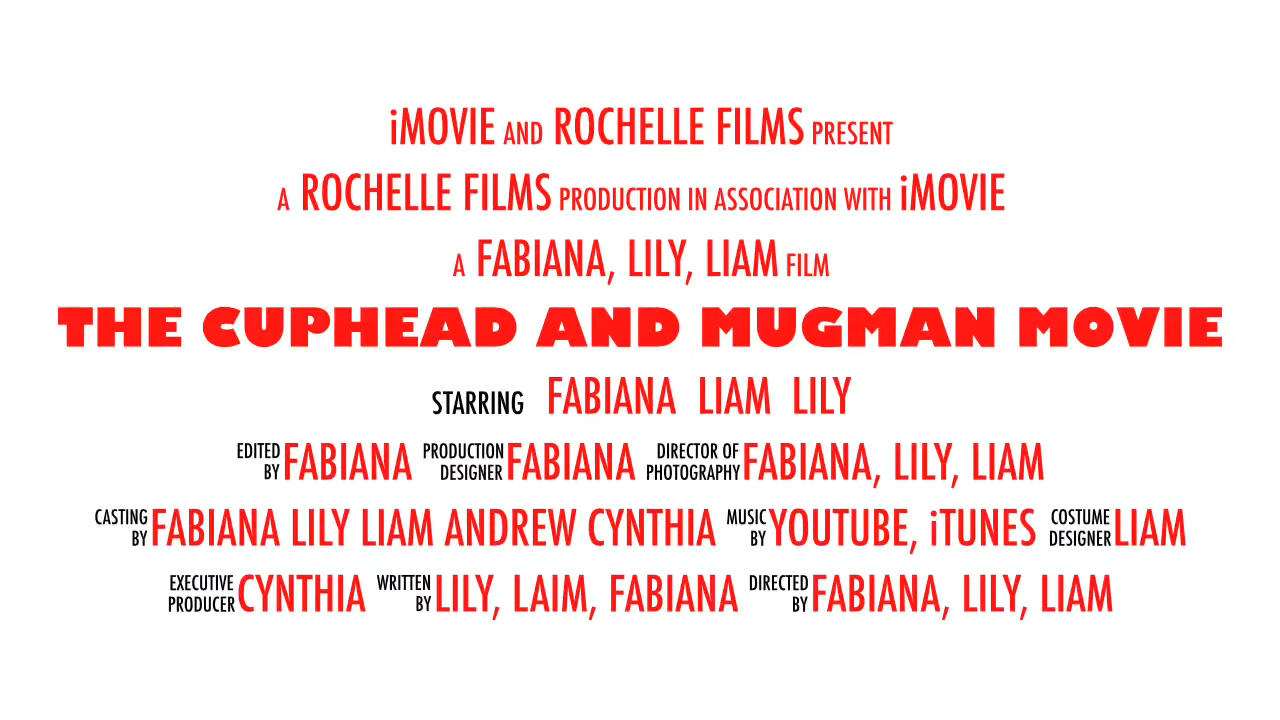 iMOVIE AND ROCHELLE FILMS PRESENT
A ROCHELLE FILMS PRODUCTION IN ASSOCIATION WITH iMOVIE
A FABIANA, LILY, LIAM FILM
THE CUPHEAD AND MUGMAN MOVIE
STARRING FABIANA LIAM LILY
EDITED BY FABIANA PRODUCTION DESIGNER FABIANA DIRECTOR OF PHOTOGRAPHY FABIANA, LILY, LIAM
CASTING BY FABIANA LILY LIAM ANDREW CYNTHIA MUSIC BY YOUTUBE, iTUNES COSTUME DESIGNER LIAM
EXECUTIVE PRODUCER CYNTHIA WRITTEN BY LILY, LAIM, FABIANA DIRECTED BY FABIANA, LILY, LIAM